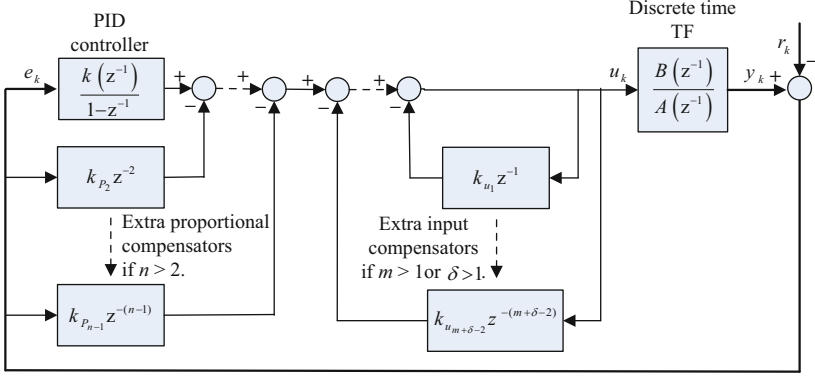 PID
controller
Discrete time
TF
e_k
k(z^{-1})
1-z^{-1}
+
−
+
−
+
−
+
−
u_k
B(z^{-1})
A(z^{-1})
y_k
+
r_k
−
k_{P_2} z^{-2}
k_{u_1} z^{-1}
Extra proportional
compensators
if n > 2.
Extra input
compensators
if m > 1 or δ >1.
k_{P_{n-1}} z^{-(n-1)}
k_{u_{m+δ-2}} z^{-(m+δ-2)}